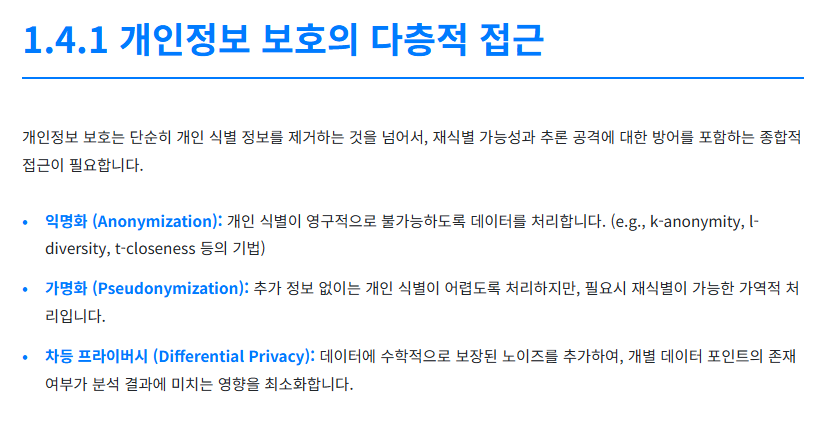 1.4.1 개인정보 보호의 다층적 접근
개인정보 보호는 단순히 개인 식별 정보를 제거하는 것을 넘어서, 재식별 가능성과 추론 공격에 대한 방어를 포함하는 종합적
접근이 필요합니다.
• 익명화 (Anonymization): 개인 식별이 영구적으로 불가능하도록 데이터를 처리합니다. (e.g., k-anonymity, l-
diversity, t-closeness 등의 기법)
• 가명화 (Pseudonymization): 추가 정보 없이는 개인 식별이 어렵도록 처리하지만, 필요시 재식별이 가능한 가역적 처
리입니다.
• 차등 프라이버시 (Differential Privacy): 데이터에 수학적으로 보장된 노이즈를 추가하여, 개별 데이터 포인트의 존재
여부가 분석 결과에 미치는 영향을 최소화합니다.